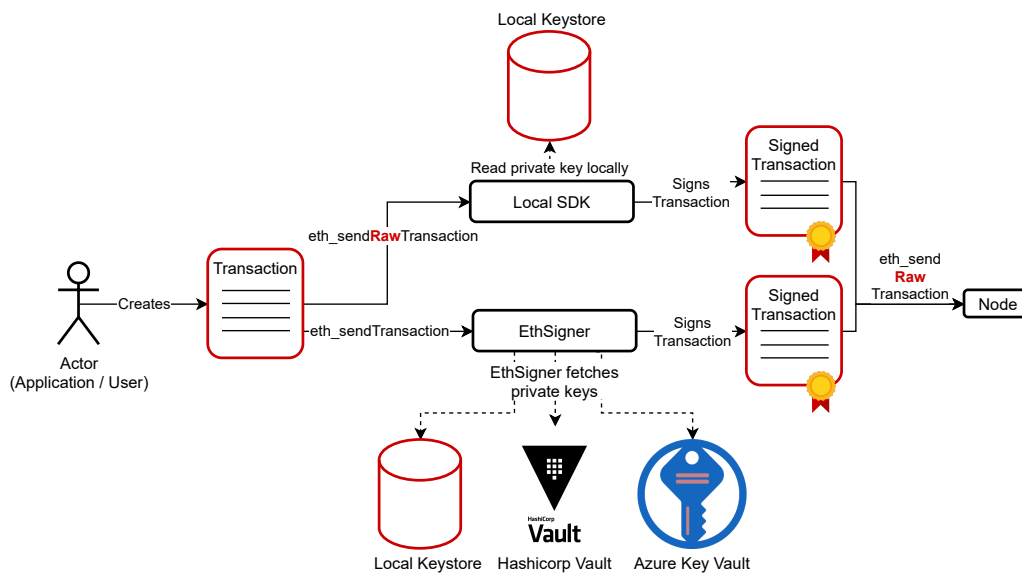 Local Keystore
Read private key locally
Local SDK
Signs
Transaction
Signed
Transaction
eth_sendRawTransaction
Transaction
Creates
Actor
(Application / User)
eth_sendTransaction
EthSigner
Signs
Transaction
Signed
Transaction
eth_send
Raw
Transaction
Node
EthSigner fetches
private keys
HashiCorp
Vault
Local Keystore
Hashicorp Vault
Azure Key Vault